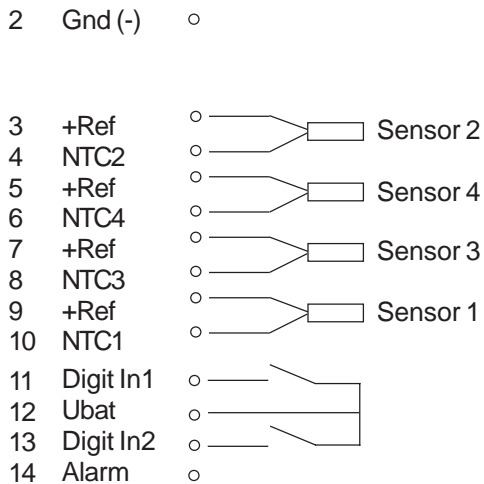 2 Gnd (-)
3 +Ref
Sensor 2
4 NTC2
5 +Ref
Sensor 4
6 NTC4
7 +Ref
Sensor 3
8 NTC3
9 +Ref
Sensor 1
10 NTC1
11 Digit In1
12 Ubat
13 Digit In2
14 Alarm